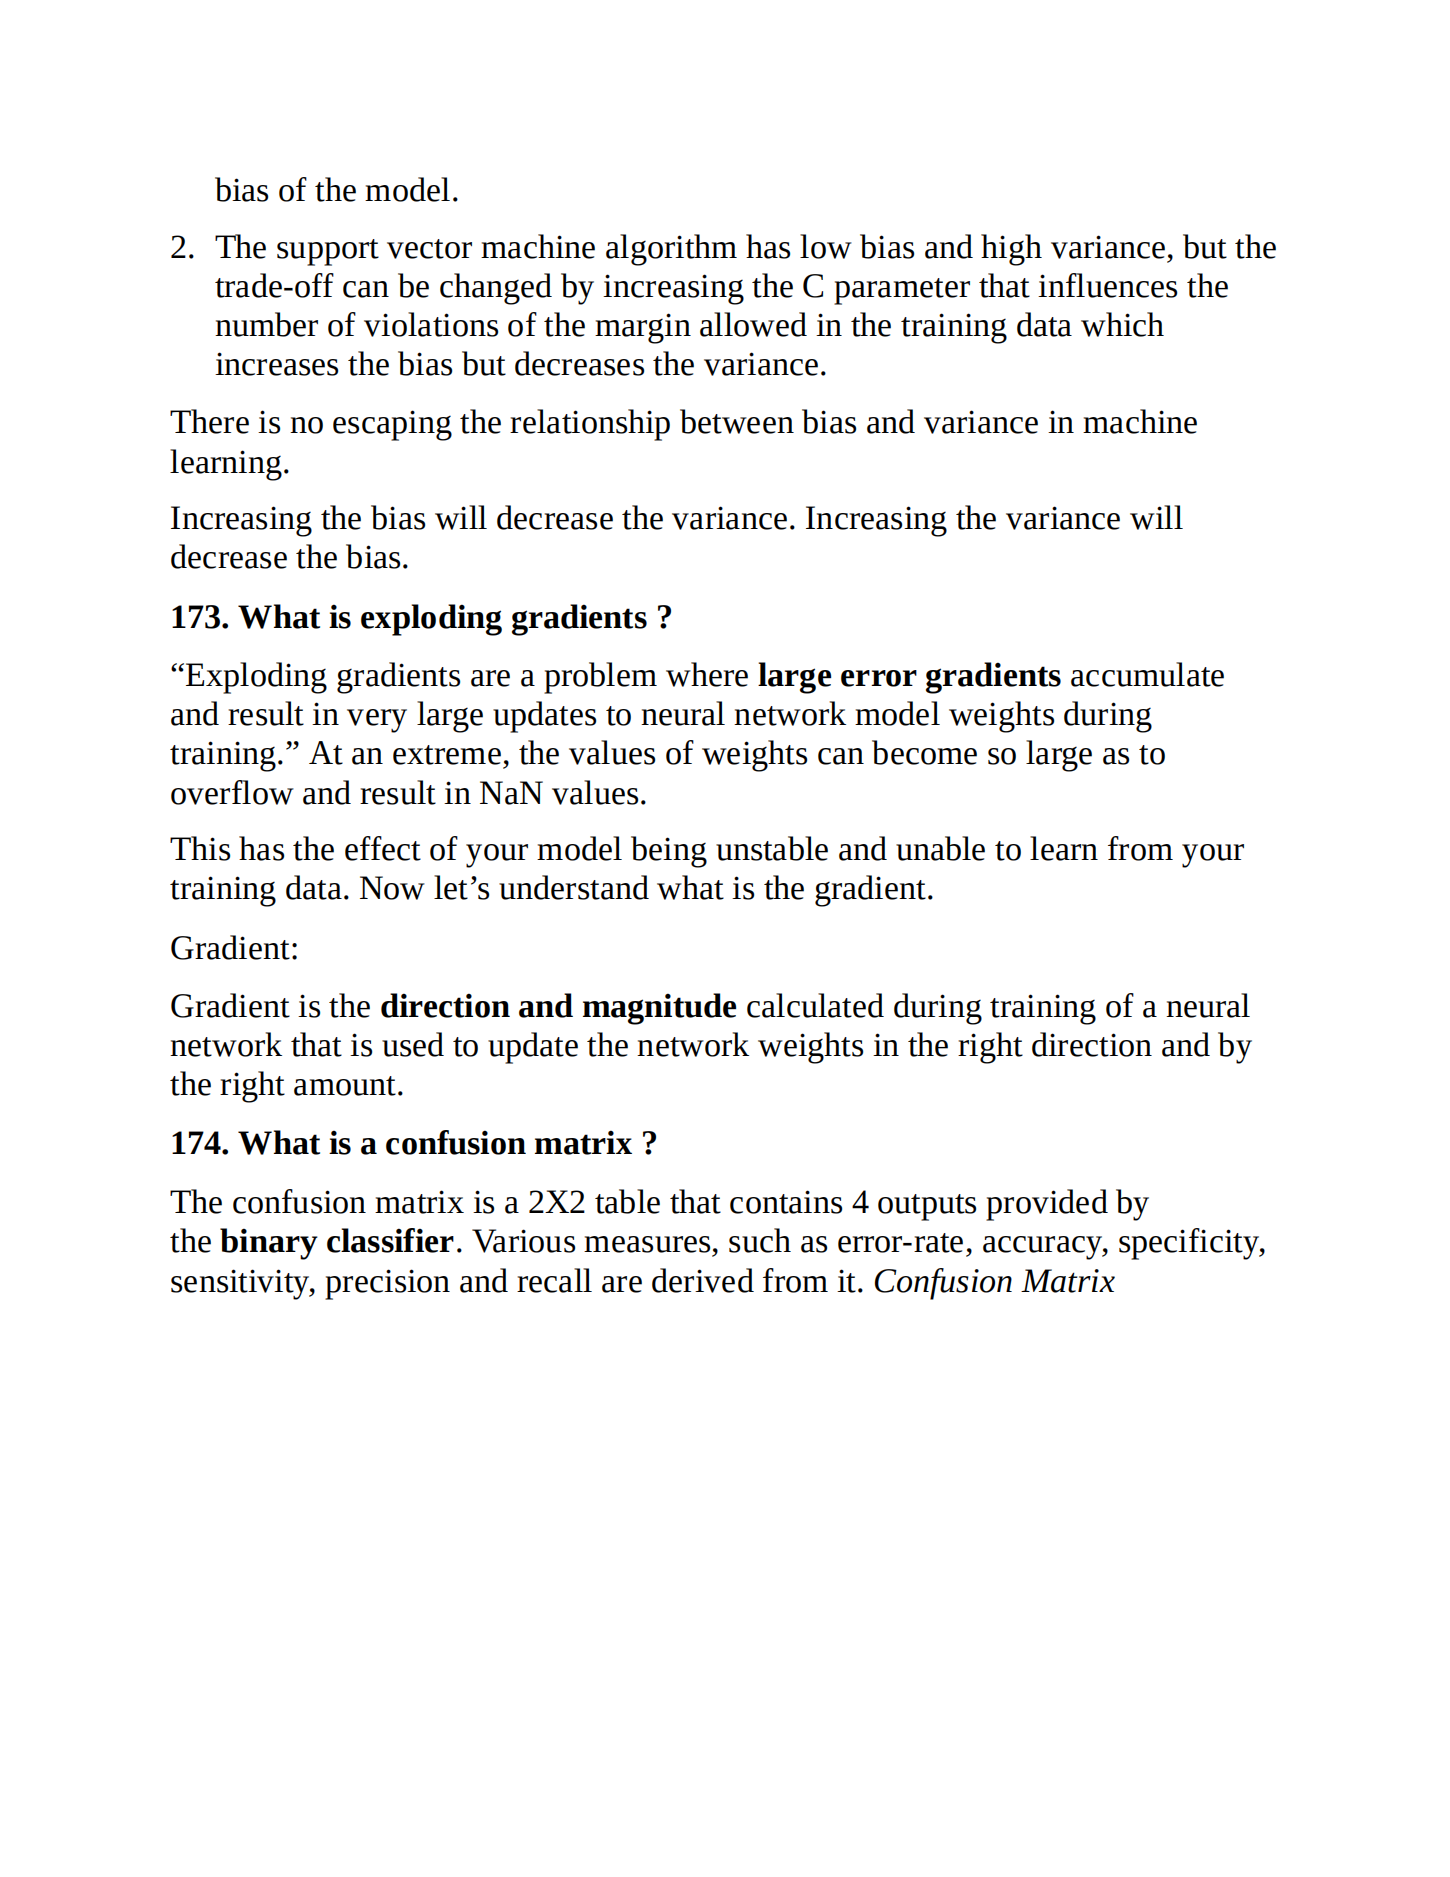 bias of the model.
2. The support vector machine algorithm has low bias and high variance, but the
trade-off can be changed by increasing the C parameter that influences the
number of violations of the margin allowed in the training data which
increases the bias but decreases the variance.
There is no escaping the relationship between bias and variance in machine
learning.
Increasing the bias will decrease the variance. Increasing the variance will
decrease the bias.
173. What is exploding gradients ?
“Exploding gradients are a problem where large error gradients accumulate
and result in very large updates to neural network model weights during
training.” At an extreme, the values of weights can become so large as to
overflow and result in NaN values.
This has the effect of your model being unstable and unable to learn from your
training data. Now let’s understand what is the gradient.
Gradient:
Gradient is the direction and magnitude calculated during training of a neural
network that is used to update the network weights in the right direction and by
the right amount.
174. What is a confusion matrix ?
The confusion matrix is a 2X2 table that contains 4 outputs provided by
the binary classifier. Various measures, such as error-rate, accuracy, specificity,
sensitivity, precision and recall are derived from it. Confusion Matrix